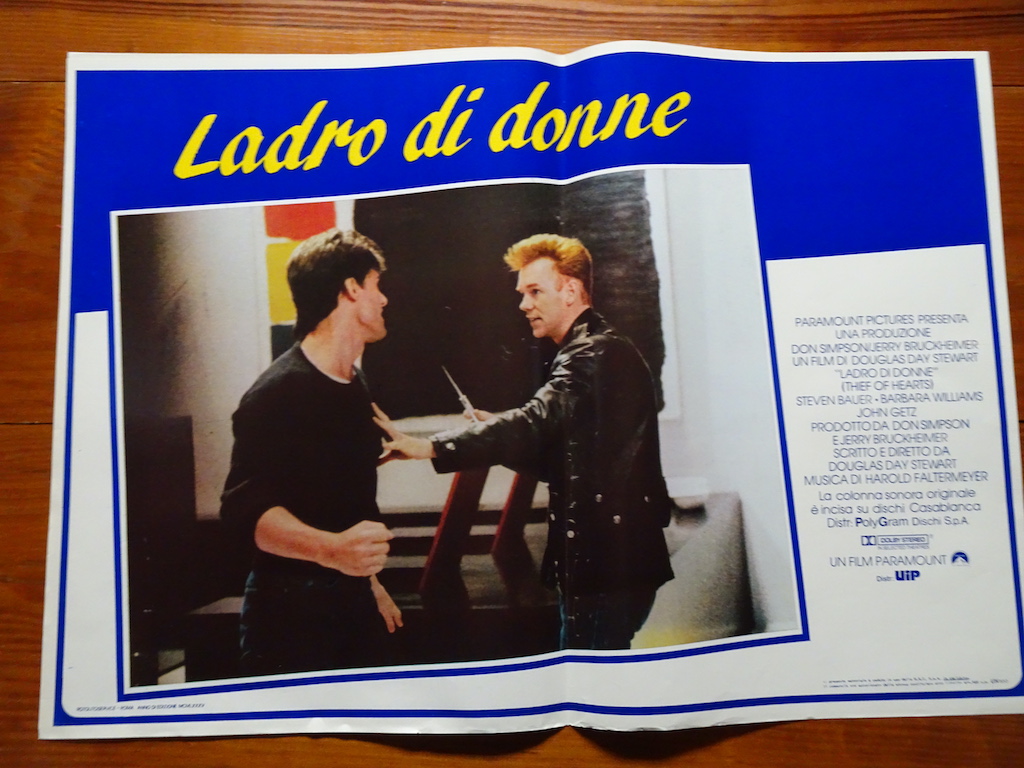 Ladro di donne
PARAMOUNT PICTURES PRESENTA
UNA PRODUZIONE
DON SIMPSON/JERRY BRUCKHEIMER
UN FILM DI DOUGLAS DAY STEWART
"LADRO DI DONNE"
(THIEF OF HEARTS)
STEVEN BAUER • BARBARA WILLIAMS
JOHN GETZ
PRODOTTO DA DON SIMPSON
E JERRY BRUCKHEIMER
SCRITTO E DIRETTO DA
DOUGLAS DAY STEWART
MUSICA DI HAROLD FALTERMEYER
La colonna sonora originale
è incisa su dischi Casablanca
Distr: PolyGram Dischi S.p.A.
DOLBY STEREO
IN SELECTED THEATRES
UN FILM PARAMOUNT
Distr: UIP